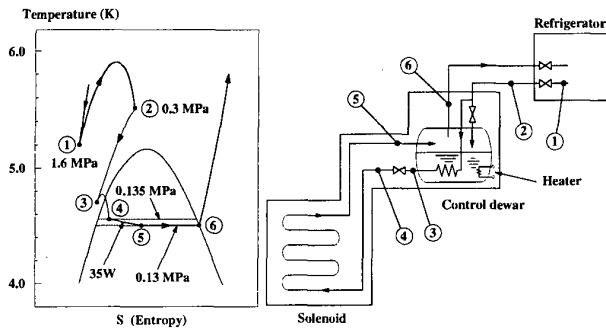 Temperature (K)
6.0
5.0
4.0
1
2
0.3 MPa
1.6 MPa
3
4
0.135 MPa
5
6
35W
0.13 MPa
S (Entropy)
Refrigerator
6
5
2
1
Heater
Control dewar
4
3
Solenoid